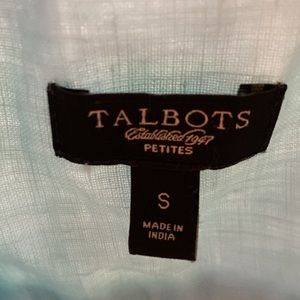 TALBOTS
Established 1947
PETITES
S
MADE IN
INDIA